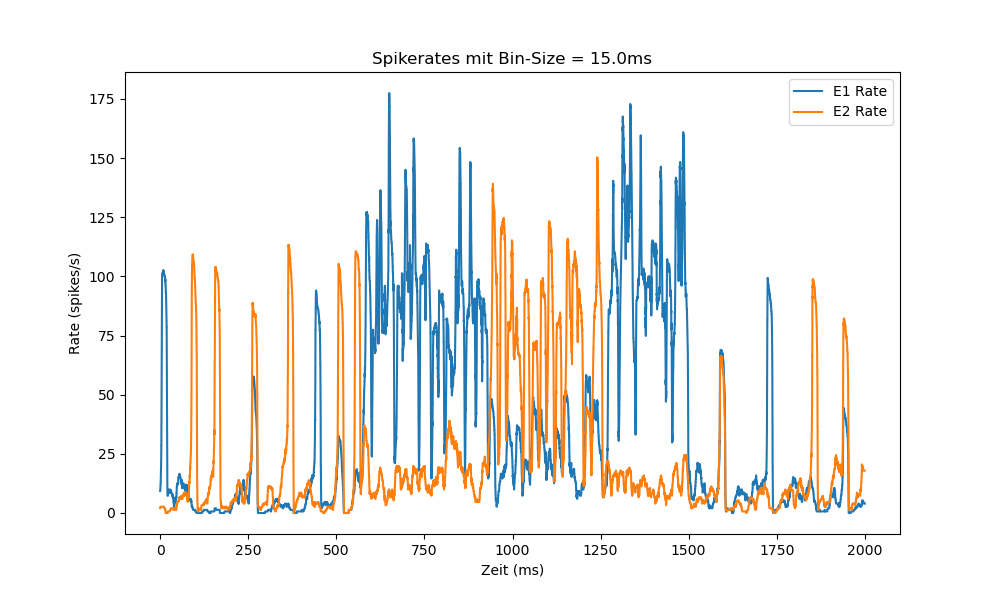 Spikerates mit Bin-Size = 15.0ms
E1 Rate
E2 Rate
175
150
125
100
75
50
25
0
Rate (spikes/s)
0 250 500 750 1000 1250 1500 1750 2000
Zeit (ms)